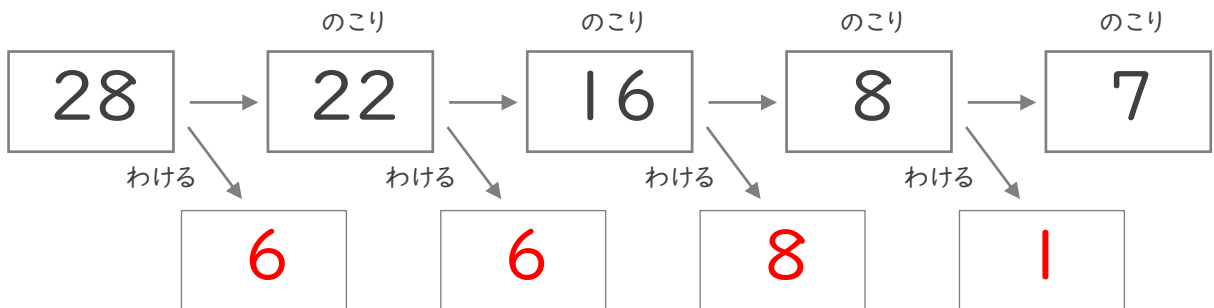 のこり のこり のこり のこり
28 22 16 8 7
わける わける わける わける
6 6 8 1